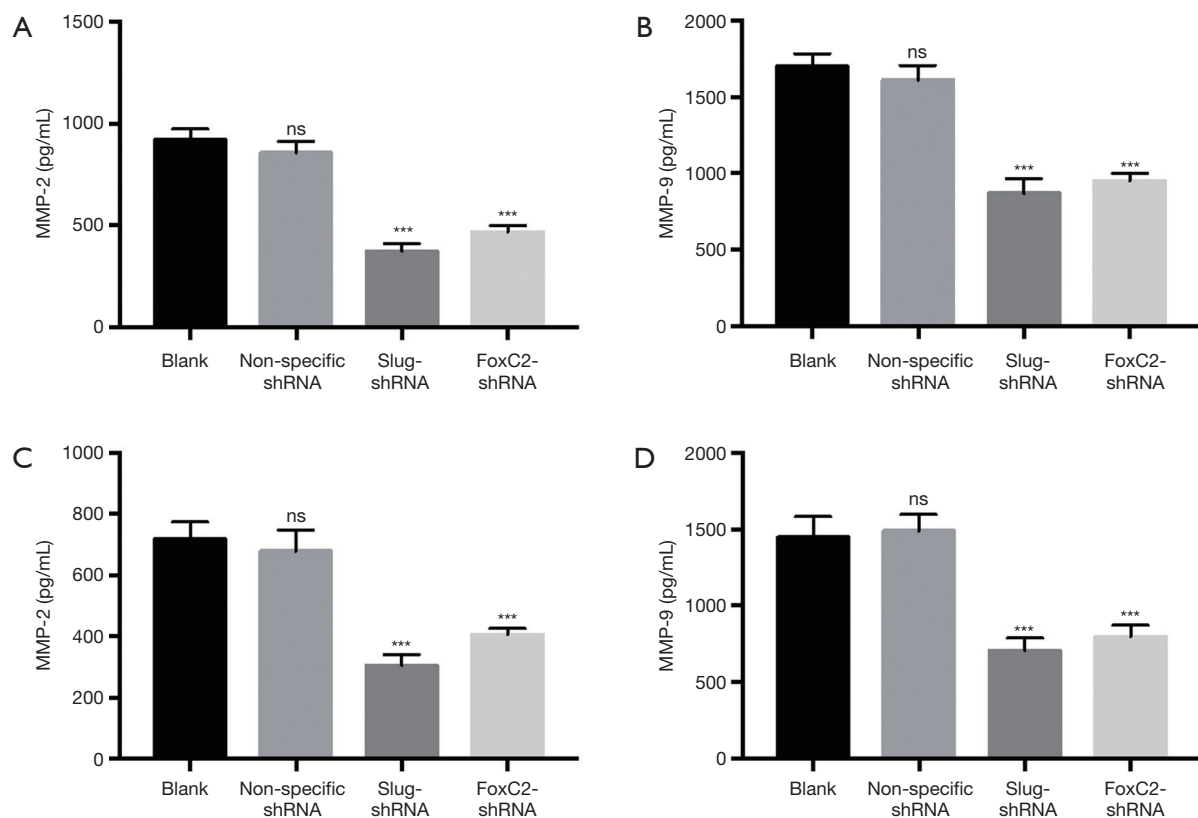 A
MMP-2 (pg/mL)
1500
1000
500
0
ns
***
***
Blank
Non-specific
shRNA
Slug-
shRNA
FoxC2-
shRNA
B
MMP-9 (pg/mL)
2000
1500
1000
500
0
ns
***
***
Blank
Non-specific
shRNA
Slug-
shRNA
FoxC2-
shRNA
C
MMP-2 (pg/mL)
1000
800
600
400
200
0
ns
***
***
Blank
Non-specific
shRNA
Slug-
shRNA
FoxC2-
shRNA
D
MMP-9 (pg/mL)
2000
1500
1000
500
0
ns
***
***
Blank
Non-specific
shRNA
Slug-
shRNA
FoxC2-
shRNA